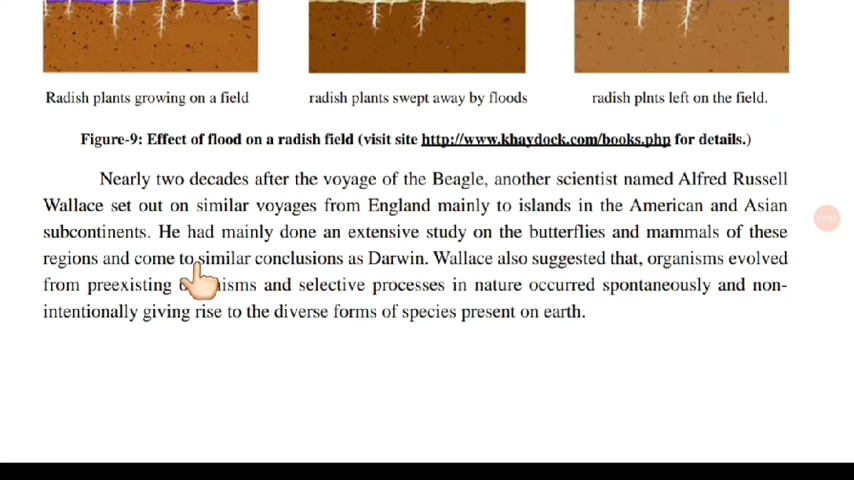 Radish plants growing on a field
radish plants swept away by floods
radish plnts left on the field.
Figure-9: Effect of flood on a radish field (visit site http://www.khaydock.com/books.php for details.)
Nearly two decades after the voyage of the Beagle, another scientist named Alfred Russell
Wallace set out on similar voyages from England mainly to islands in the American and Asian
subcontinents. He had mainly done an extensive study on the butterflies and mammals of these
regions and come to similar conclusions as Darwin. Wallace also suggested that, organisms evolved
from preexisting and selective processes in nature occurred spontaneously and non-
intentionally giving rise to the diverse forms of species present on earth.